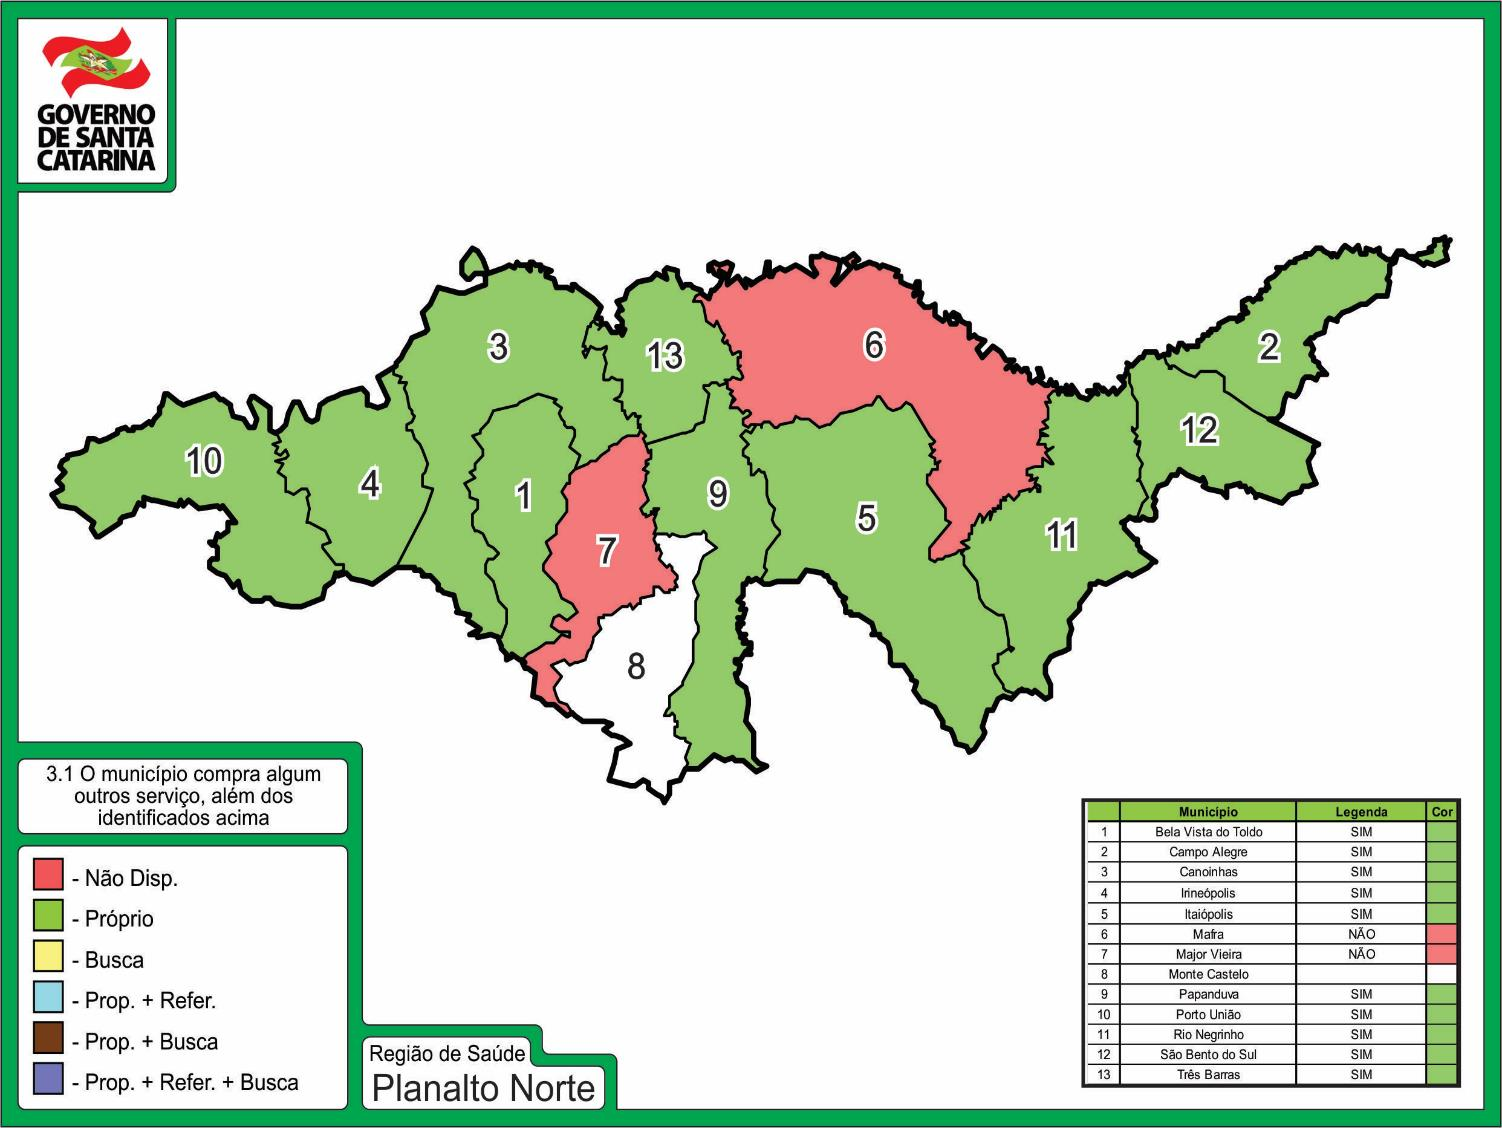 GOVERNO
DE SANTA
CATARINA
3
13
6
2
10
4
1
9
5
12
11
7
8
3.1 O município compra algum
outros serviço, além dos
identificados acima
- Não Disp.
- Próprio
- Busca
- Prop. + Refer.
- Prop. + Busca
- Prop. + Refer. + Busca
Região de Saúde
Planalto Norte
Município Legenda Cor
1 Bela Vista do Toldo SIM
2 Campo Alegre SIM
3 Canoinhas SIM
4 Irineópolis SIM
5 Itaiópolis SIM
6 Mafra NÃO
7 Major Vieira NÃO
8 Monte Castelo
9 Papanduva SIM
10 Porto União SIM
11 Rio Negrinho SIM
12 São Bento do Sul SIM
13 Três Barras SIM